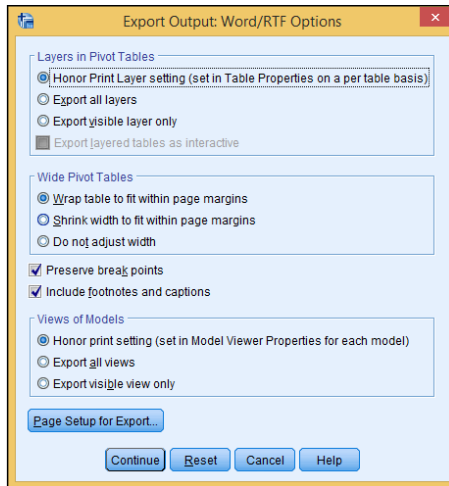 Export Output: Word/RTF Options
Layers in Pivot Tables
Honor Print Layer setting (set in Table Properties on a per table basis)
Export all layers
Export visible layer only
Export layered tables as interactive
Wide Pivot Tables
Wrap table to fit within page margins
Shrink width to fit within page margins
Do not adjust width
Preserve break points
Include footnotes and captions
Views of Models
Honor print setting (set in Model Viewer Properties for each model)
Export all views
Export visible view only
Page Setup for Export...
Continue Reset Cancel Help